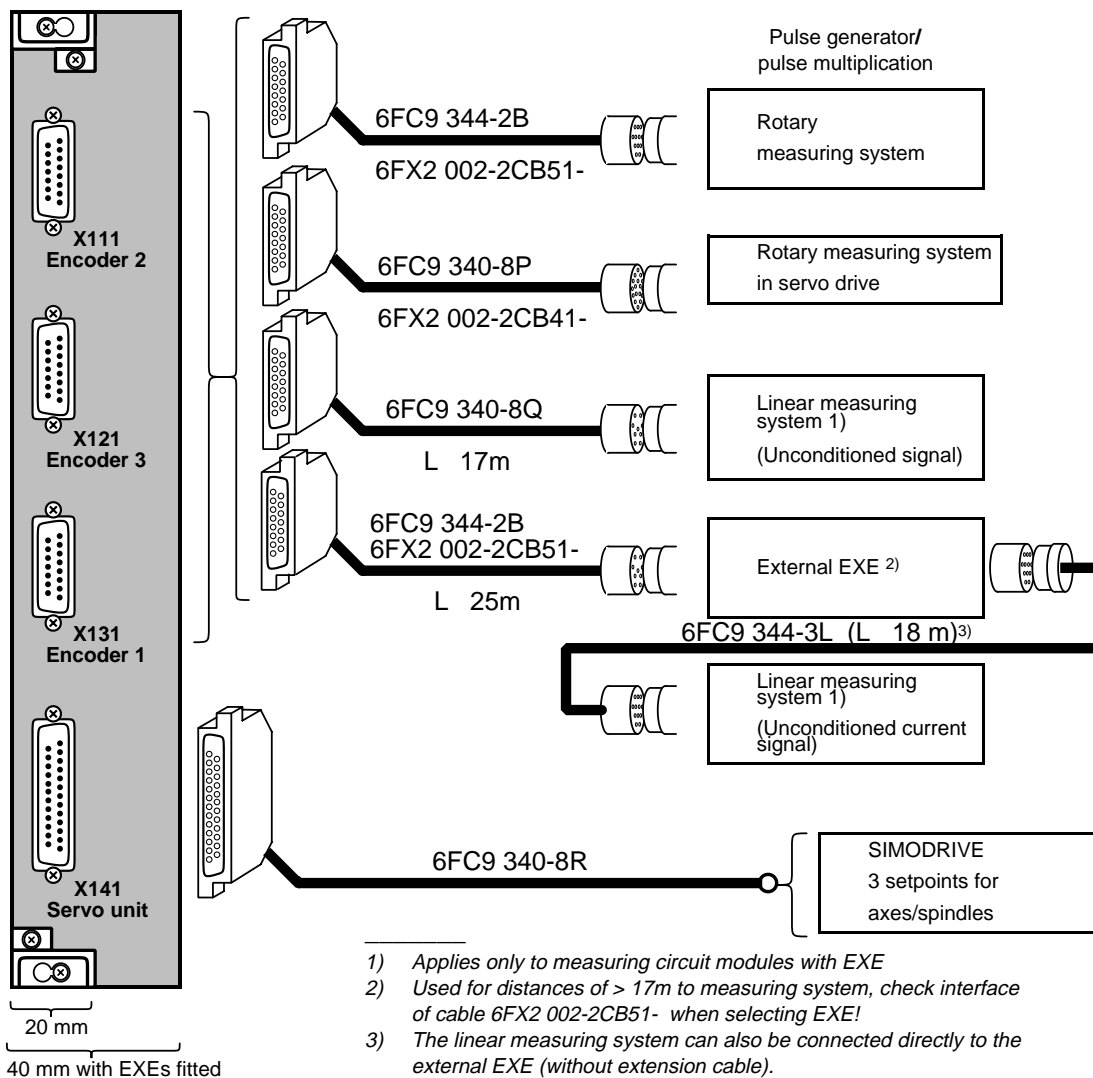 Pulse generator/
pulse multiplication
6FC9 344-2B
6FX2 002-2CB51-
Rotary
measuring system
X111
Encoder 2
6FC9 340-8P
6FX2 002-2CB41-
Rotary measuring system
in servo drive
X121
Encoder 3
6FC9 340-8Q
L 17m
Linear measuring
system 1)
(Unconditioned signal)
6FC9 344-2B
6FX2 002-2CB51-
L 25m
External EXE 2)
X131
Encoder 1
6FC9 344-3L (L 18 m)3)
Linear measuring
system 1)
(Unconditioned current
signal)
X141
Servo unit
6FC9 340-8R
SIMODRIVE
3 setpoints for
axes/spindles
20 mm
40 mm with EXEs fitted
1) Applies only to measuring circuit modules with EXE
2) Used for distances of > 17m to measuring system, check interface
of cable 6FX2 002-2CB51- when selecting EXE!
3) The linear measuring system can also be connected directly to the
external EXE (without extension cable).